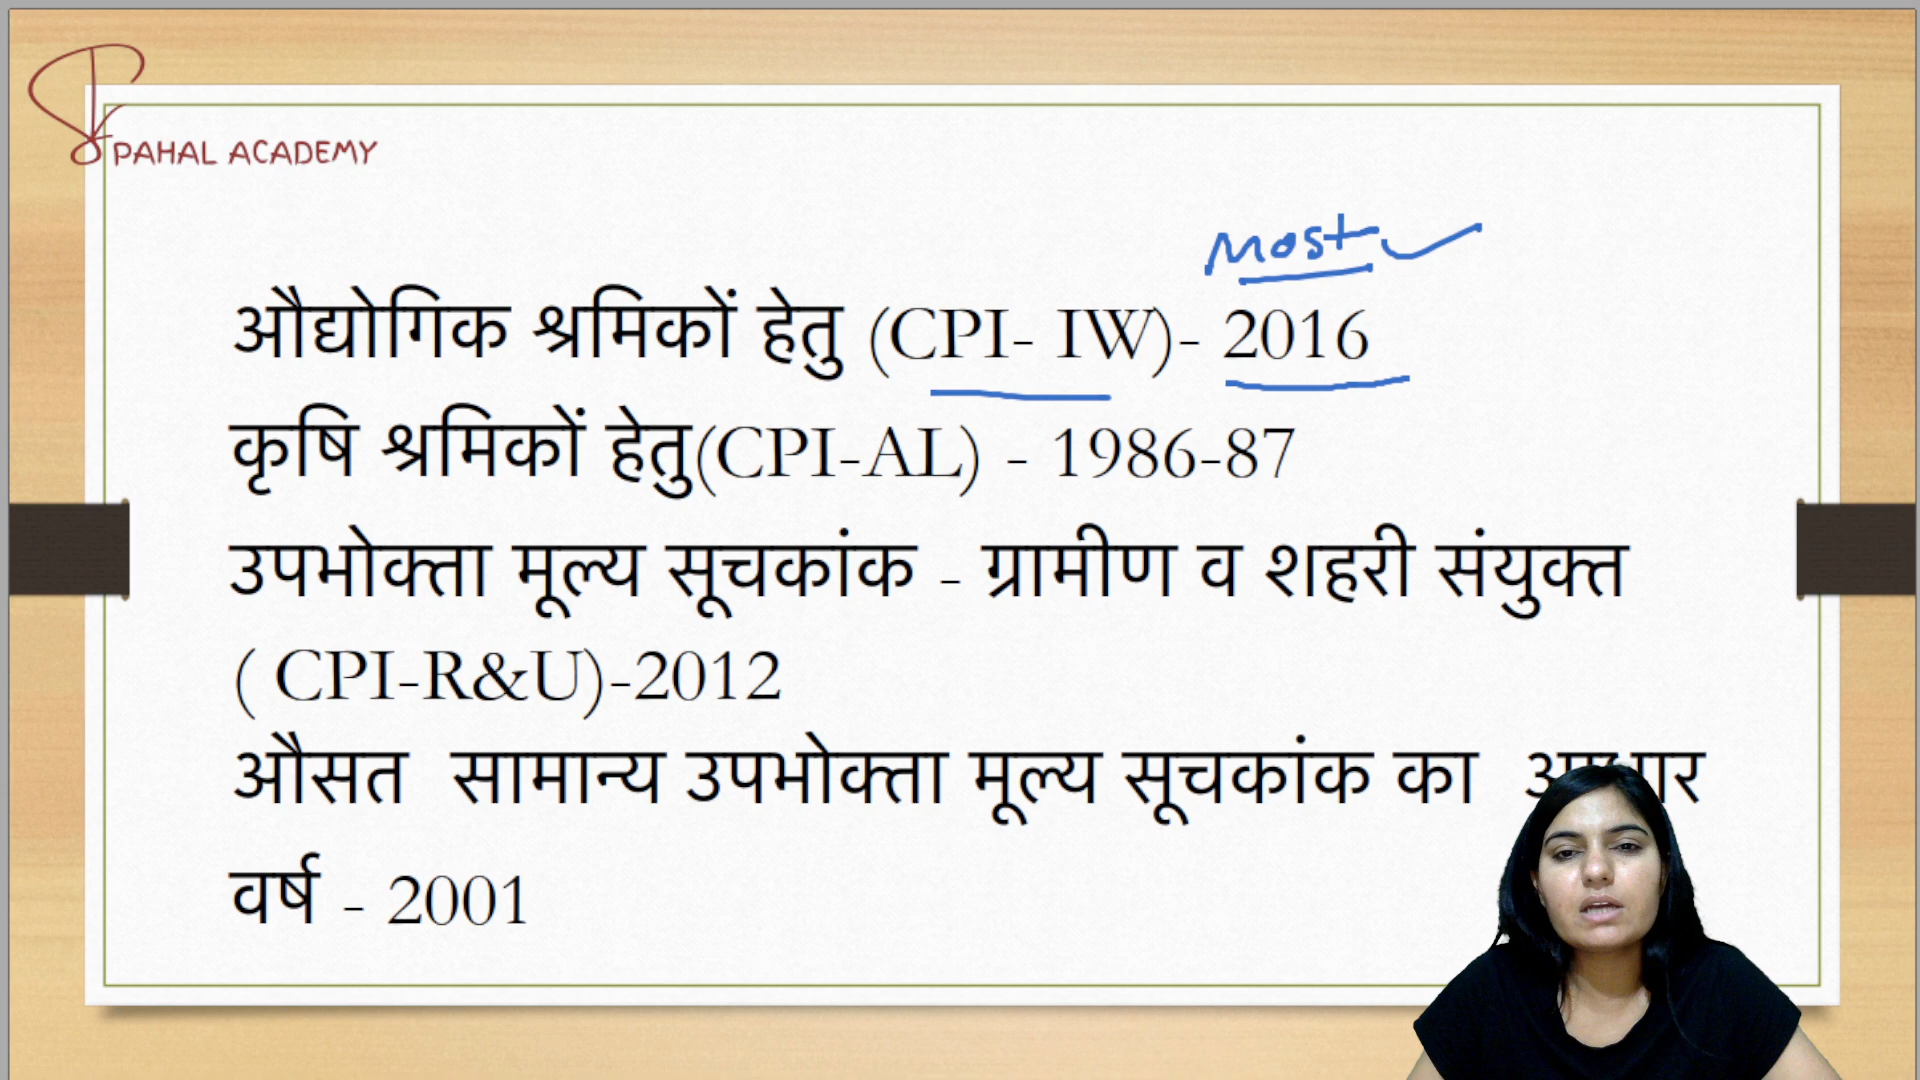 PAHAL ACADEMY
Most
औद्योगिक श्रमिकों हेतु (CPI- IW)- 2016
कृषि श्रमिकों हेतु(CPI-AL) - 1986-87
उपभोक्ता मूल्य सूचकांक - ग्रामीण व शहरी संयुक्त
( CPI-R&U)-2012
औसत सामान्य उपभोक्ता मूल्य सूचकांक का
वर्ष - 2001